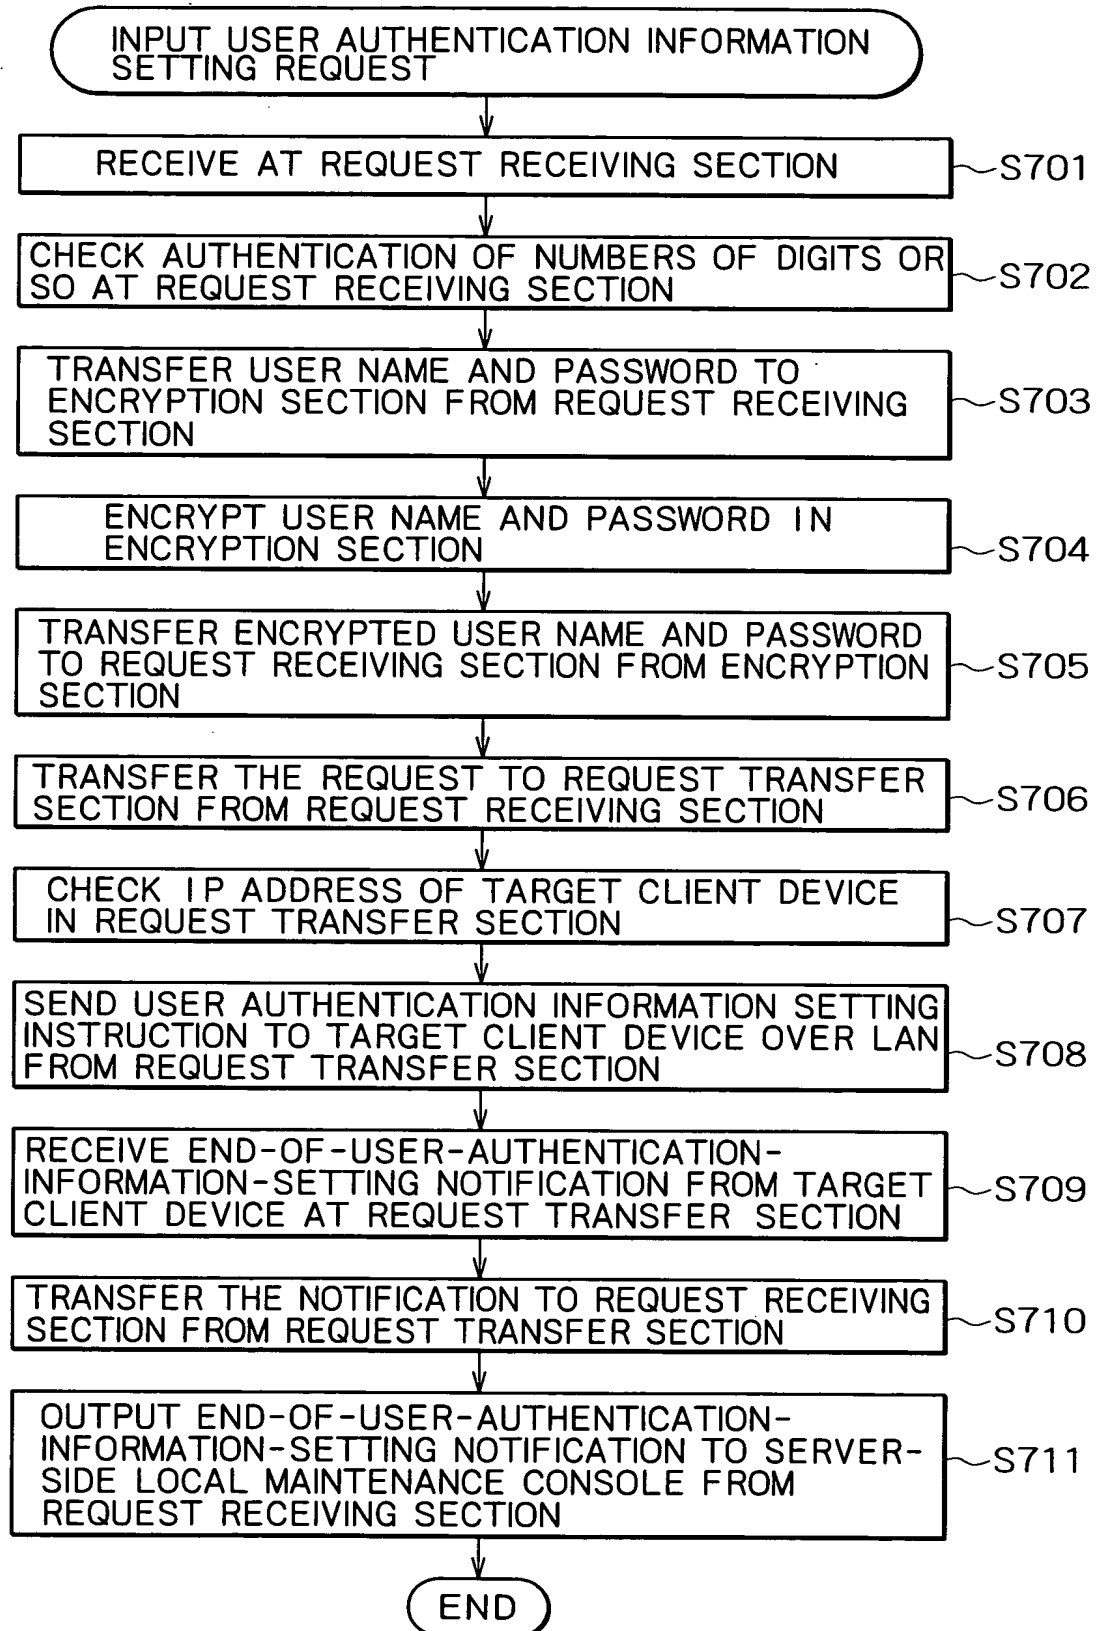 INPUT USER AUTHENTICATION INFORMATION
SETTING REQUEST
RECEIVE AT REQUEST RECEIVING SECTION
S701
CHECK AUTHENTICATION OF NUMBERS OF DIGITS OR
SO AT REQUEST RECEIVING SECTION
S702
TRANSFER USER NAME AND PASSWORD TO
ENCRYPTION SECTION FROM REQUEST RECEIVING
SECTION
S703
ENCRYPT USER NAME AND PASSWORD IN
ENCRYPTION SECTION
S704
TRANSFER ENCRYPTED USER NAME AND PASSWORD
TO REQUEST RECEIVING SECTION FROM ENCRYPTION
SECTION
S705
TRANSFER THE REQUEST TO REQUEST TRANSFER
SECTION FROM REQUEST RECEIVING SECTION
S706
CHECK IP ADDRESS OF TARGET CLIENT DEVICE
IN REQUEST TRANSFER SECTION
S707
SEND USER AUTHENTICATION INFORMATION SETTING
INSTRUCTION TO TARGET CLIENT DEVICE OVER LAN
FROM REQUEST TRANSFER SECTION
S708
RECEIVE END-OF-USER-AUTHENTICATION-
INFORMATION-SETTING NOTIFICATION FROM TARGET
CLIENT DEVICE AT REQUEST TRANSFER SECTION
S709
TRANSFER THE NOTIFICATION TO REQUEST RECEIVING
SECTION FROM REQUEST TRANSFER SECTION
S710
OUTPUT END-OF-USER-AUTHENTICATION-
INFORMATION-SETTING NOTIFICATION TO SERVER-
SIDE LOCAL MAINTENANCE CONSOLE FROM
REQUEST RECEIVING SECTION
S711
END